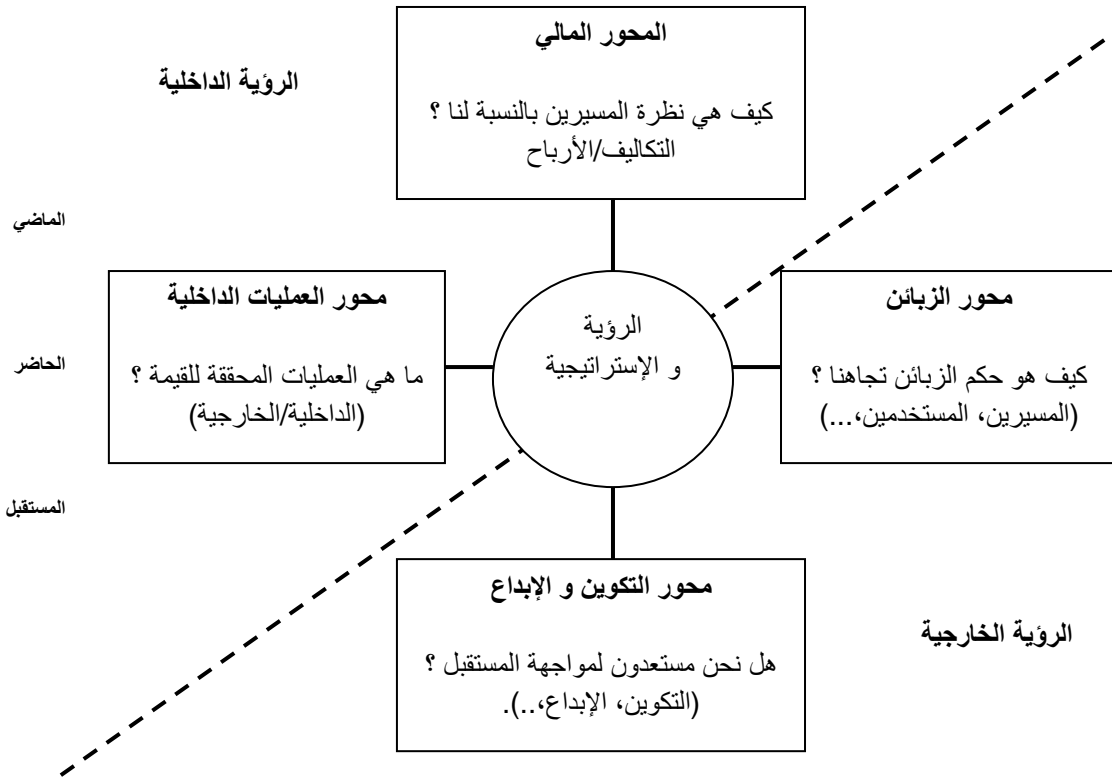 المحور المالي
كيف هي نظرة المسيرين بالنسبة لنا ؟
التكاليف/الأرباح
الرؤية الداخلية
الماضي
محور الزبائن
كيف هو حكم الزبائن تجاهنا ؟
(المسيرين، المستخدمين،...)
الرؤية
و الإستراتيجية
محور العمليات الداخلية
ما هي العمليات المحققة للقيمة ؟
(الداخلية/الخارجية)
الحاضر
المستقبل
محور التكوين و الإبداع
هل نحن مستعدون لمواجهة المستقبل ؟
(التكوين، الإبداع،..).
الرؤية الخارجية